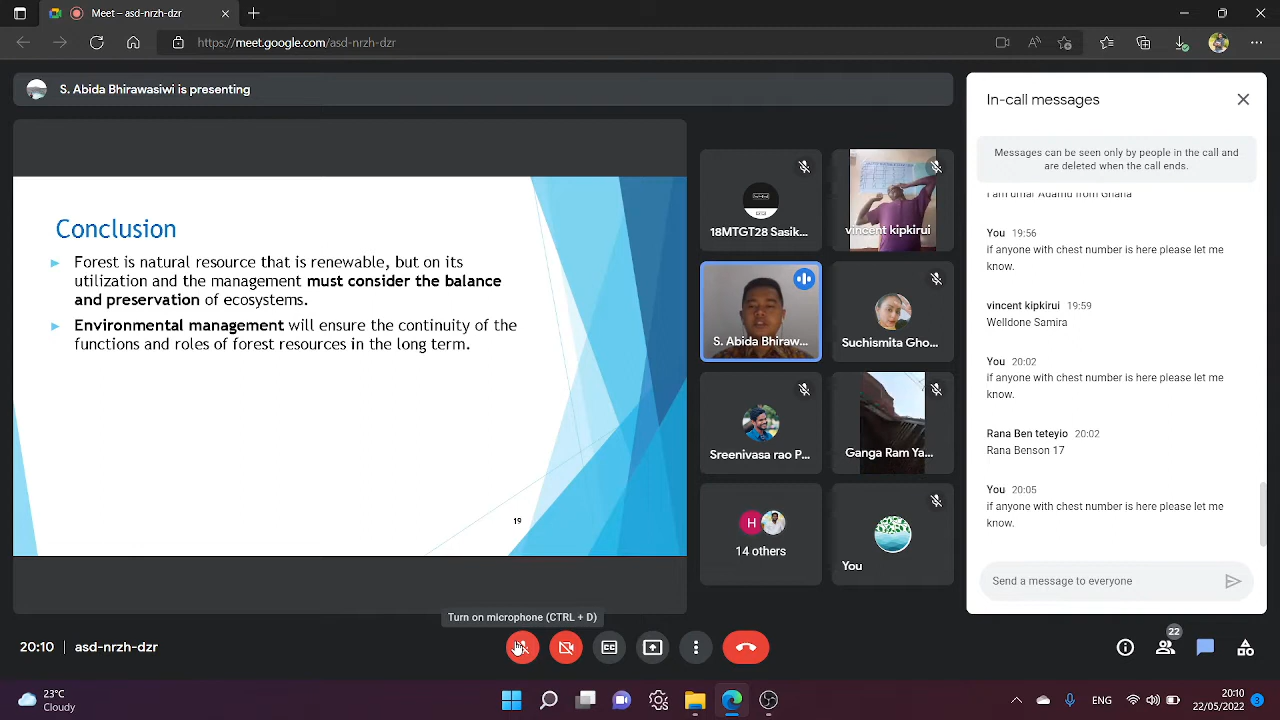 Meet – asd-nrzh-dzr
https://meet.google.com/asd-nrzh-dzr
S. Abida Bhirawasiwi is presenting
Conclusion
Forest is natural resource that is renewable, but on its
utilization and the management must consider the balance
and preservation of ecosystems.
Environmental management will ensure the continuity of the
functions and roles of forest resources in the long term.
19
18MTGT28 Sasik...
vincent kipkirui
S. Abida Bhiraw...
Suchismita Gho...
Sreenivasa rao P...
Ganga Ram Ya...
H
14 others
You
In-call messages
Messages can be seen only by people in the call and
are deleted when the call ends.
I am umar Adamu from Ghana
You 19:56
if anyone with chest number is here please let me
know.
vincent kipkirui 19:59
Welldone Samira
You 20:02
if anyone with chest number is here please let me
know.
Rana Ben teteyio 20:02
Rana Benson 17
You 20:05
if anyone with chest number is here please let me
know.
Send a message to everyone
Turn on microphone (CTRL + D)
20:10 | asd-nrzh-dzr
22
23°C
Cloudy
ENG
20:10
22/05/2022
3